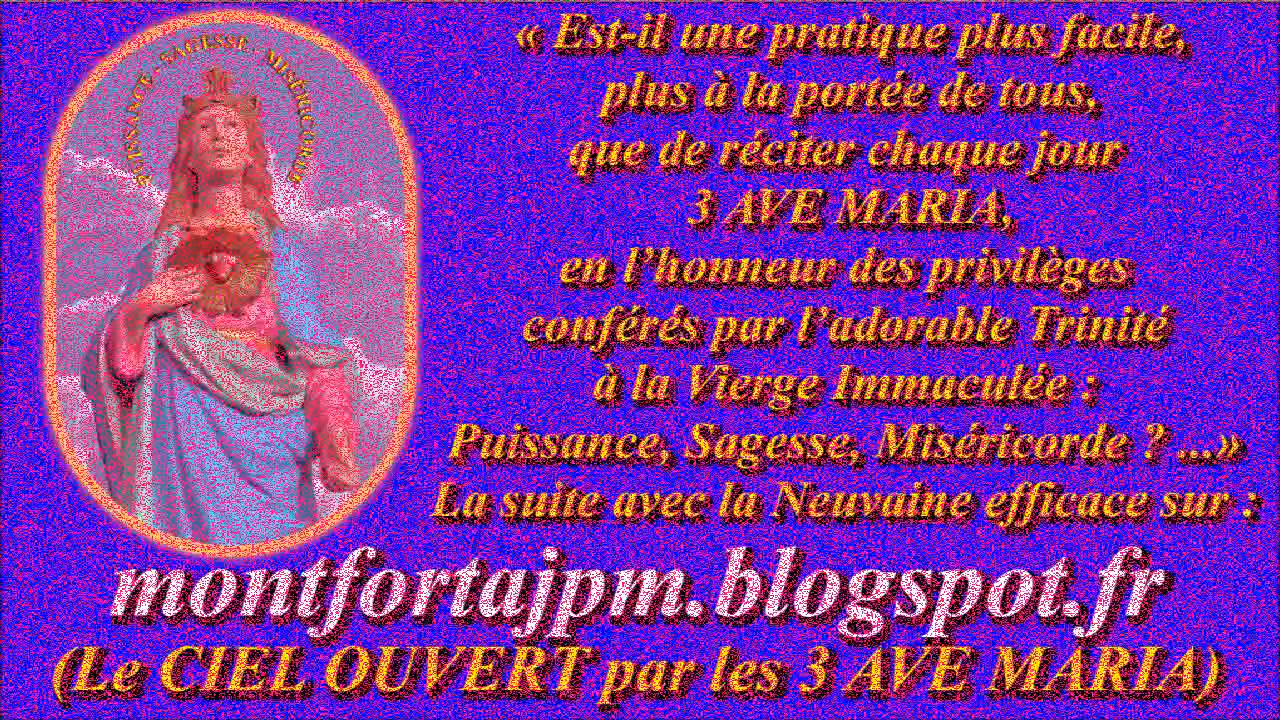 PUISSANCE - SAGESSE - MISÉRICORDE
« Est-il une pratique plus facile,
plus à la portée de tous,
que de réciter chaque jour
3 AVE MARIA,
en l’honneur des privilèges
conférés par l’adorable Trinité
à la Vierge Immaculée :
Puissance, Sagesse, Miséricorde ? ...»
La suite avec la Neuvaine efficace sur :
montfortajpm.blogspot.fr
(Le CIEL OUVERT par les 3 AVE MARIA)